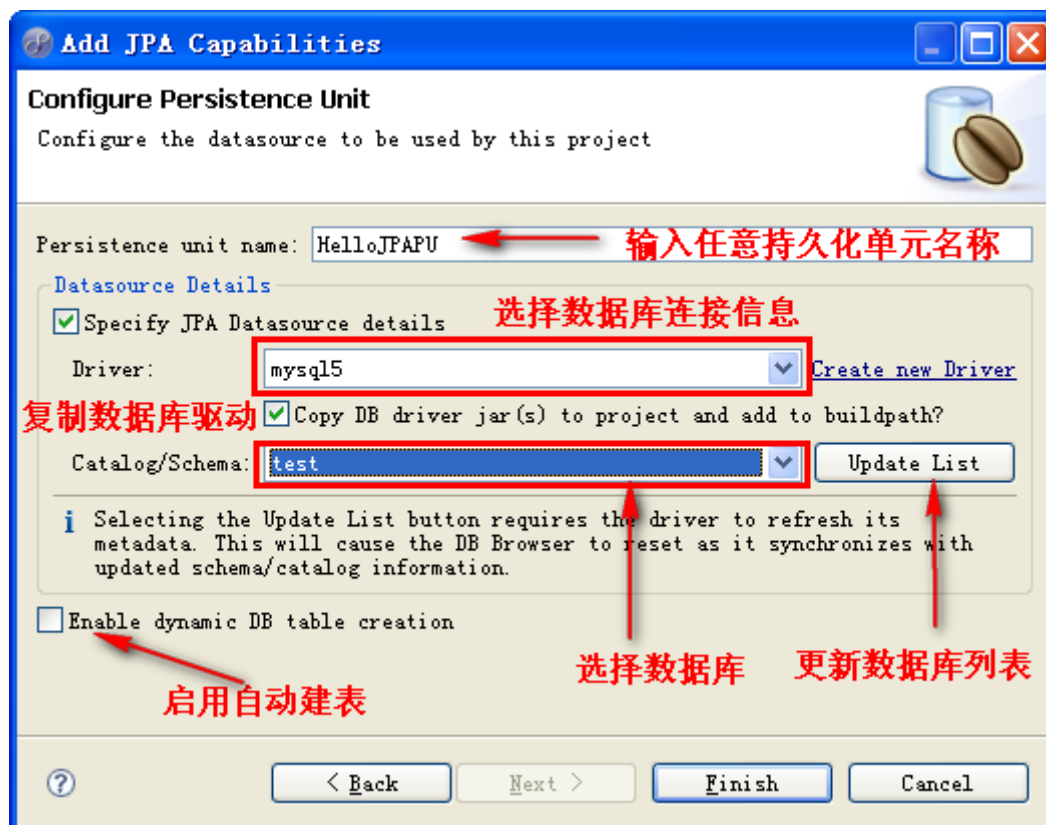 Add JPA Capabilities
Configure Persistence Unit
Configure the datasource to be used by this project
Persistence unit name: HelloJPAPU 输入任意持久化单元名称
Datasource Details
Specify JPA Datasource details 选择数据库连接信息
Driver: mysql5 Create new Driver
复制数据库驱动 Copy DB driver jar(s) to project and add to buildpath?
Catalog/Schema: test Update List
i Selecting the Update List button requires the driver to refresh its
metadata. This will cause the DB Browser to reset as it synchronizes with
updated schema/catalog information.
Enable dynamic DB table creation
选择数据库 更新数据库列表
启用自动建表
? < Back Next > Finish Cancel